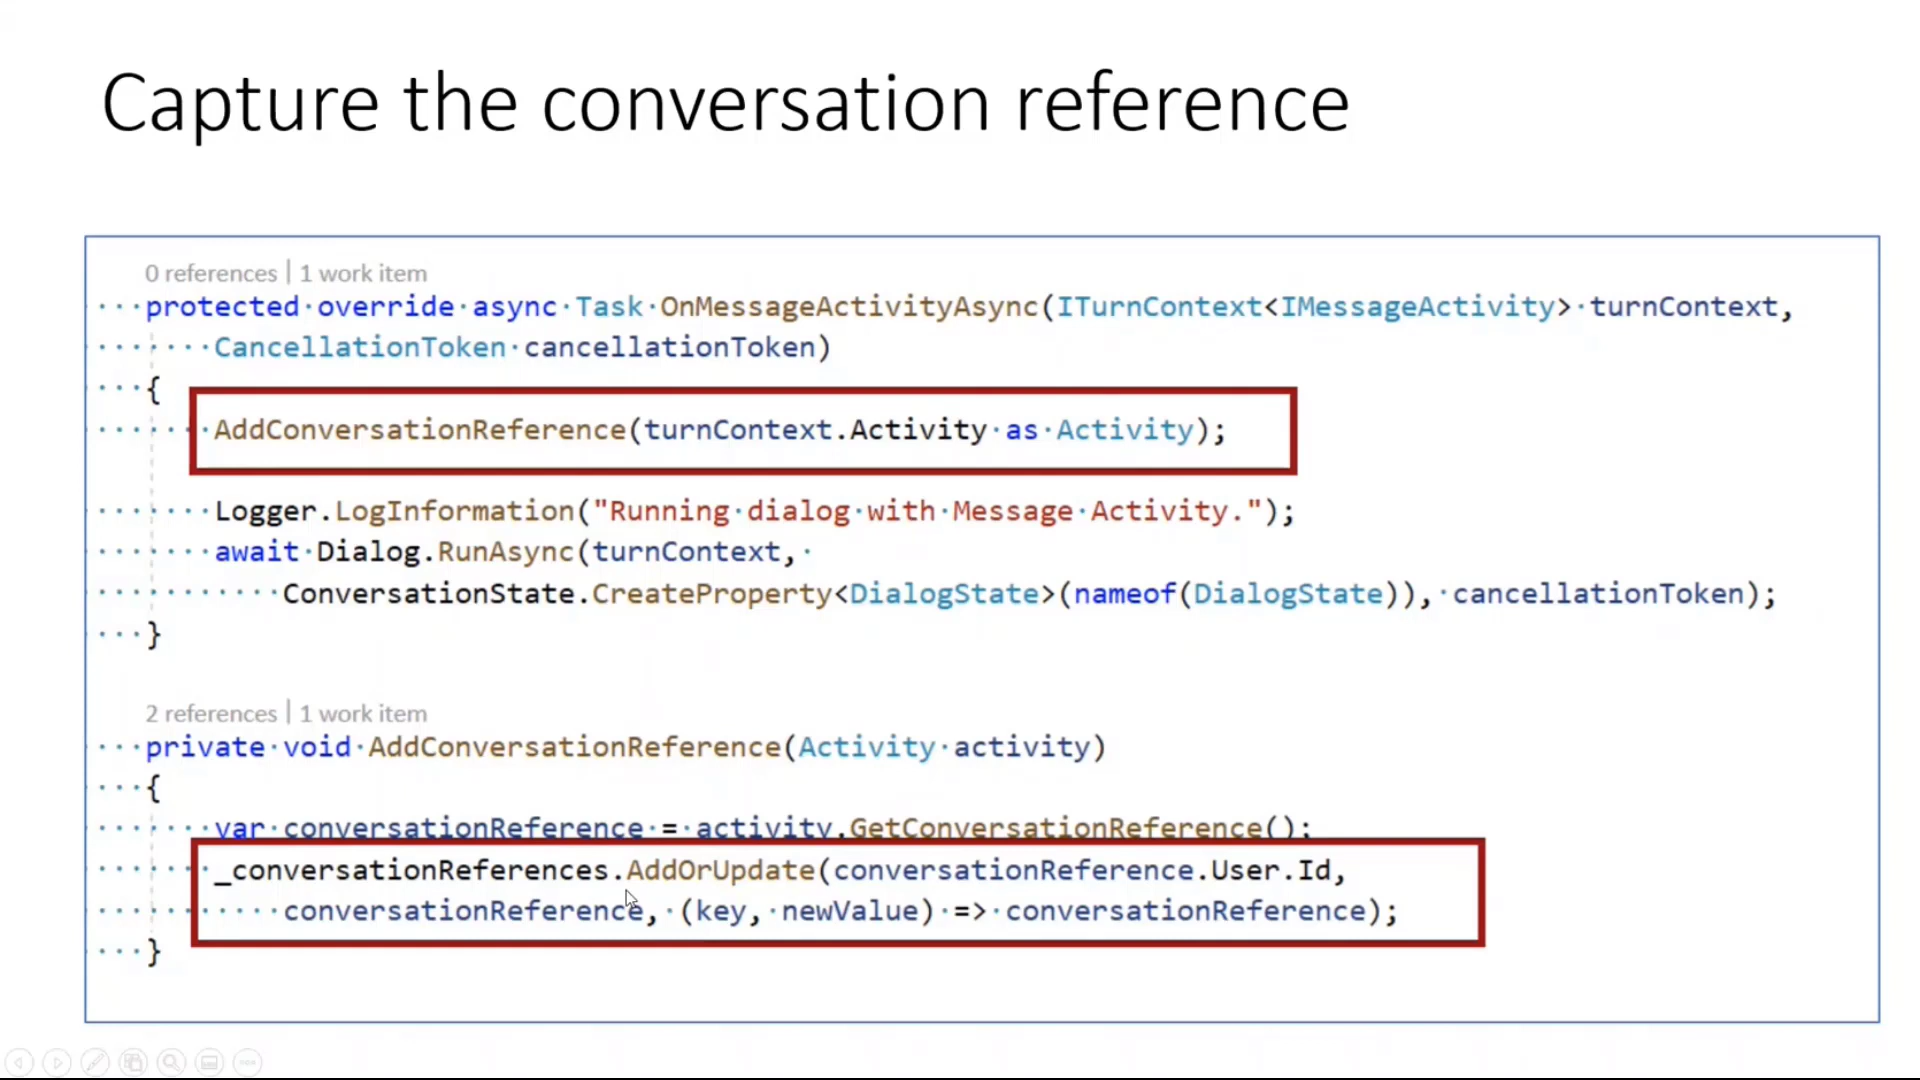 Capture the conversation reference
0 references | 1 work item
protected override async Task OnMessageActivityAsync(ITurnContext<IMessageActivity> turnContext,
CancellationToken cancellationToken)
{
AddConversationReference(turnContext.Activity as Activity);
Logger.LogInformation("Running dialog with Message Activity.");
await Dialog.RunAsync(turnContext,
ConversationState.CreateProperty<DialogState>(nameof(DialogState)), cancellationToken);
}
2 references | 1 work item
private void AddConversationReference(Activity activity)
{
var conversationReference = activity.GetConversationReference();
_conversationReferences.AddOrUpdate(conversationReference.User.Id,
conversationReference, (key, newValue) => conversationReference);
}